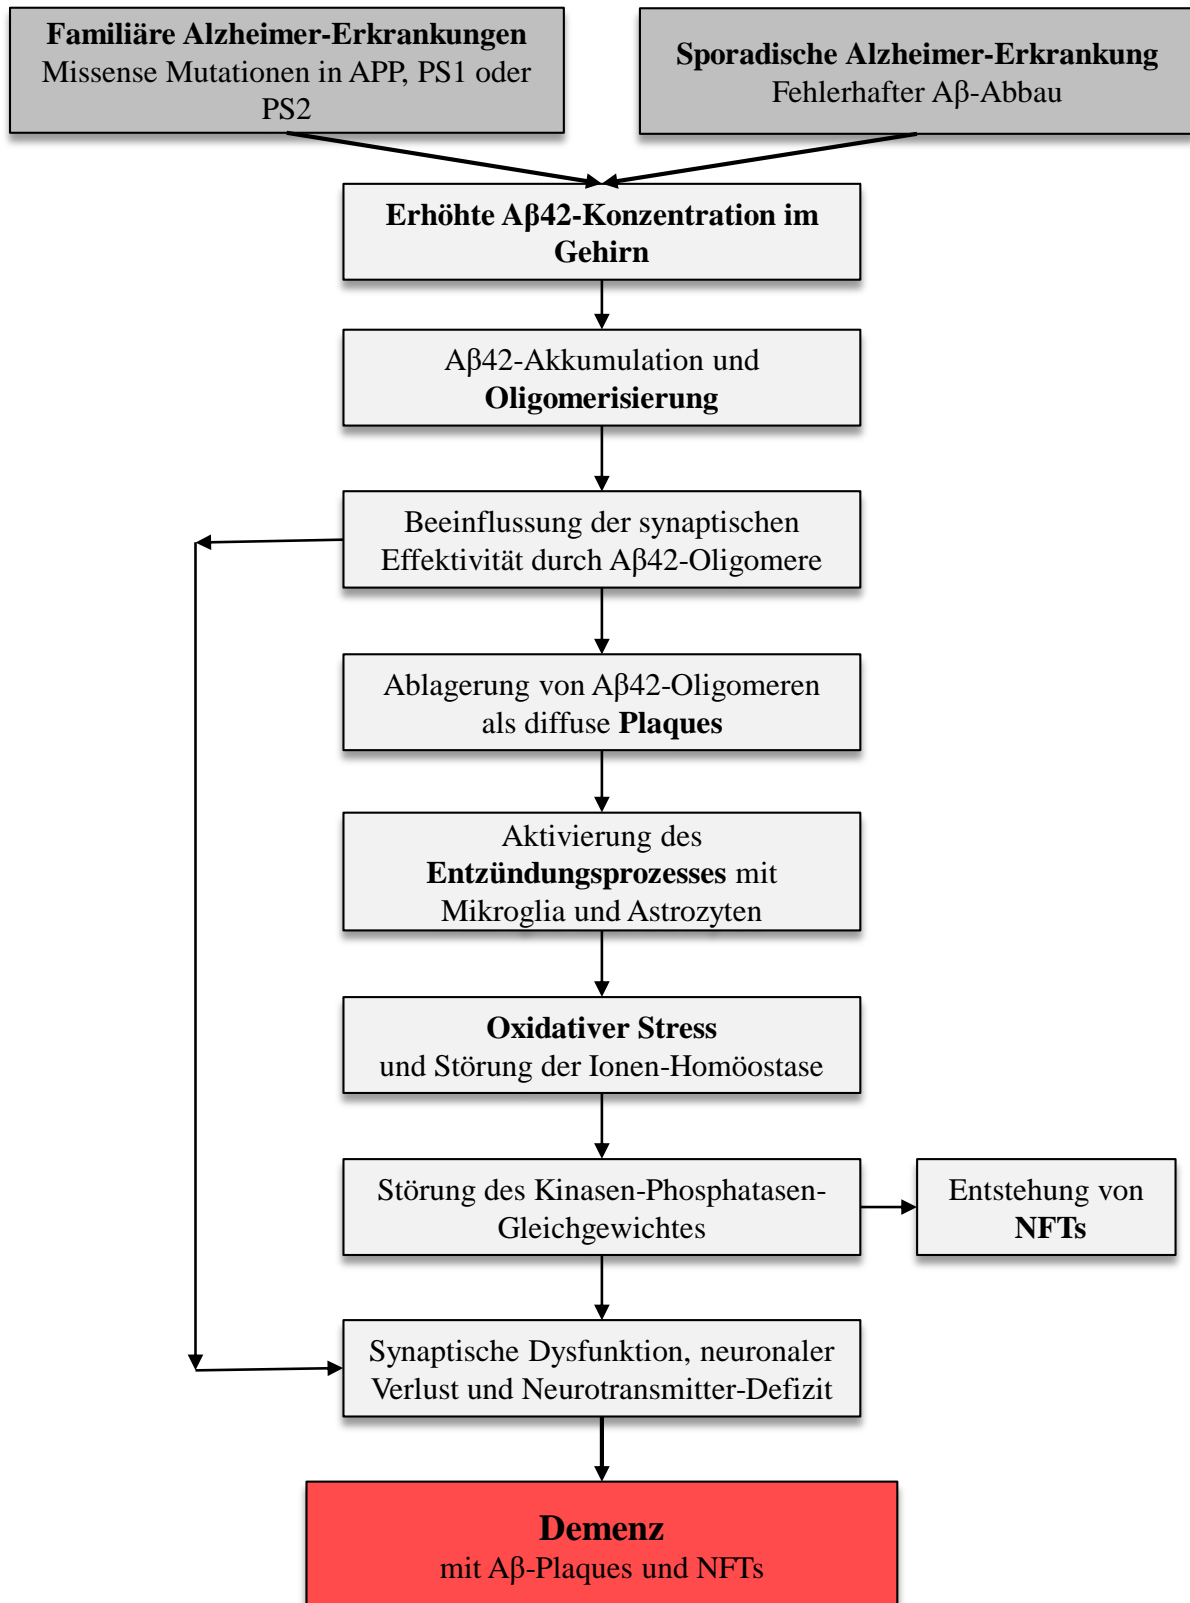 Familiäre Alzheimer-Erkrankungen
Missense Mutationen in APP, PS1 oder
PS2
Sporadische Alzheimer-Erkrankung
Fehlerhafter Aβ-Abbau
Erhöhte Aβ42-Konzentration im
Gehirn
Aβ42-Akkumulation und
Oligomerisierung
Beeinflussung der synaptischen
Effektivität durch Aβ42-Oligomere
Ablagerung von Aβ42-Oligomeren
als diffuse Plaques
Aktivierung des
Entzündungsprozesses mit
Mikroglia und Astrozyten
Oxidativer Stress
und Störung der Ionen-Homöostase
Störung des Kinasen-Phosphatasen-
Gleichgewichtes
Entstehung von
NFTs
Synaptische Dysfunktion, neuronaler
Verlust und Neurotransmitter-Defizit
Demenz
mit Aβ-Plaques und NFTs